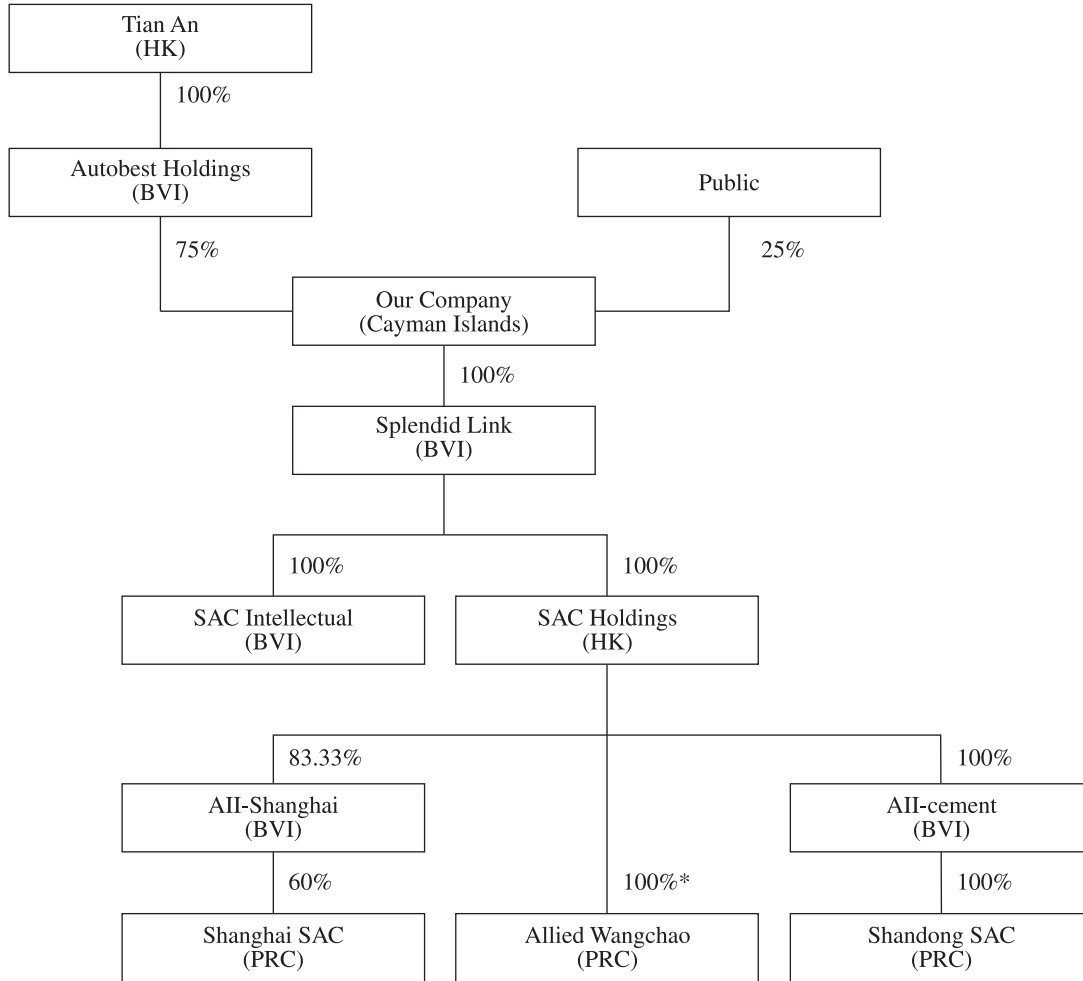 Tian An
(HK)
100%
Autobest Holdings
(BVI)
Public
75%
25%
Our Company
(Cayman Islands)
100%
Splendid Link
(BVI)
100%
100%
SAC Intellectual
(BVI)
SAC Holdings
(HK)
83.33%
100%
AII-Shanghai
(BVI)
AII-cement
(BVI)
60%
100%*
100%
Shanghai SAC
(PRC)
Allied Wangchao
(PRC)
Shandong SAC
(PRC)